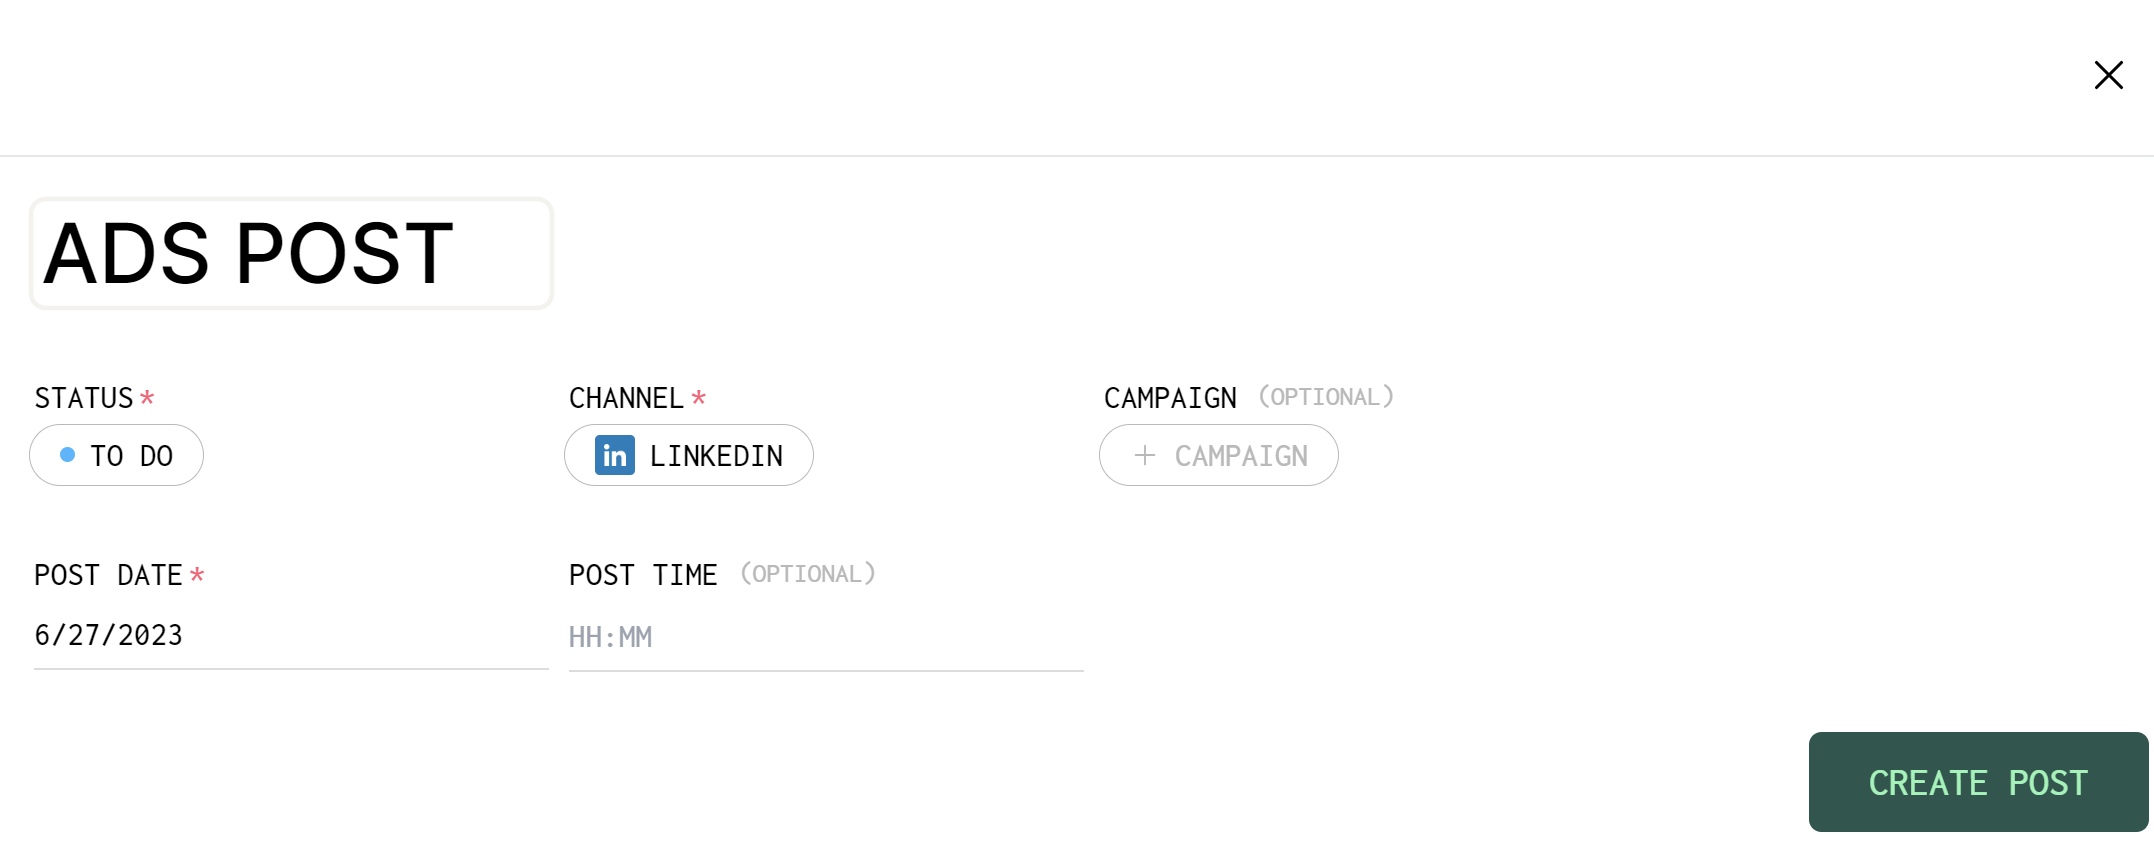 ADS POST
STATUS* CHANNEL* CAMPAIGN (OPTIONAL)
TO DO in LINKEDIN + CAMPAIGN
POST DATE* POST TIME (OPTIONAL)
6/27/2023 HH:MM
CREATE POST